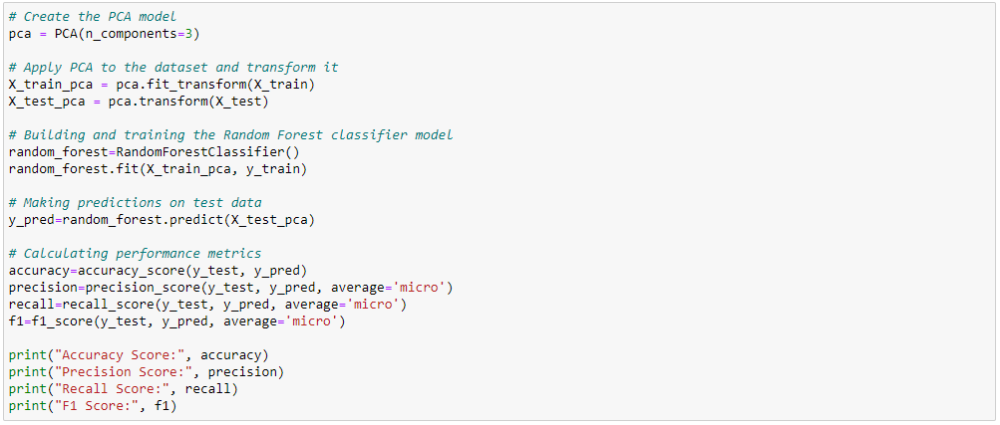 # Create the PCA model
pca = PCA(n_components=3)
# Apply PCA to the dataset and transform it
X_train_pca = pca.fit_transform(X_train)
X_test_pca = pca.transform(X_test)
# Building and training the Random Forest classifier model
random_forest=RandomForestClassifier()
random_forest.fit(X_train_pca, y_train)
# Making predictions on test data
y_pred=random_forest.predict(X_test_pca)
# Calculating performance metrics
accuracy=accuracy_score(y_test, y_pred)
precision=precision_score(y_test, y_pred, average='micro')
recall=recall_score(y_test, y_pred, average='micro')
f1=f1_score(y_test, y_pred, average='micro')
print("Accuracy Score:", accuracy)
print("Precision Score:", precision)
print("Recall Score:", recall)
print("F1 Score:", f1)